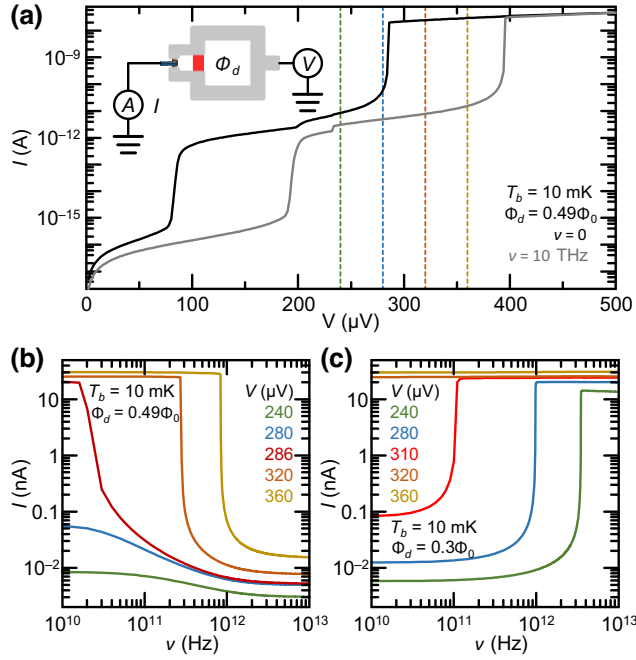 (a)
I (A)
10⁻⁹
10⁻¹²
10⁻¹⁵
A
I
Φd
V
Tb = 10 mK
Φd = 0.49Φ0
ν = 0
ν = 10 THz
0 100 200 300 400 500
V (μV)
(b)
I (nA)
10
1
0.1
10⁻²
Tb = 10 mK
Φd = 0.49Φ0
V (μV)
240
280
286
320
360
10¹⁰ 10¹¹ 10¹² 10¹³
ν (Hz)
(c)
I (nA)
10
1
0.1
10⁻²
V (μV)
240
280
310
320
360
Tb = 10 mK
Φd = 0.3Φ0
10¹⁰ 10¹¹ 10¹² 10¹³
ν (Hz)